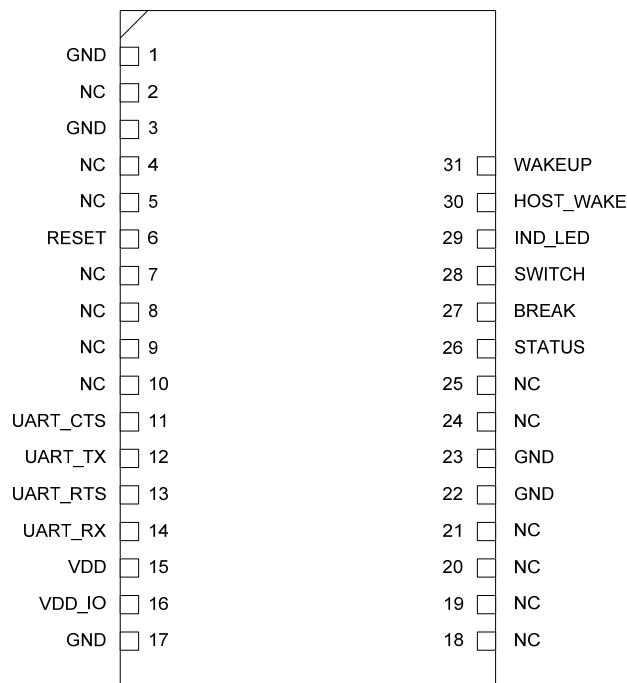 GND 1
NC 2
GND 3
NC 4 31 WAKEUP
NC 5 30 HOST_WAKE
RESET 6 29 IND_LED
NC 7 28 SWITCH
NC 8 27 BREAK
NC 9 26 STATUS
NC 10 25 NC
UART_CTS 11 24 NC
UART_TX 12 23 GND
UART_RTS 13 22 GND
UART_RX 14 21 NC
VDD 15 20 NC
VDD_IO 16 19 NC
GND 17 18 NC